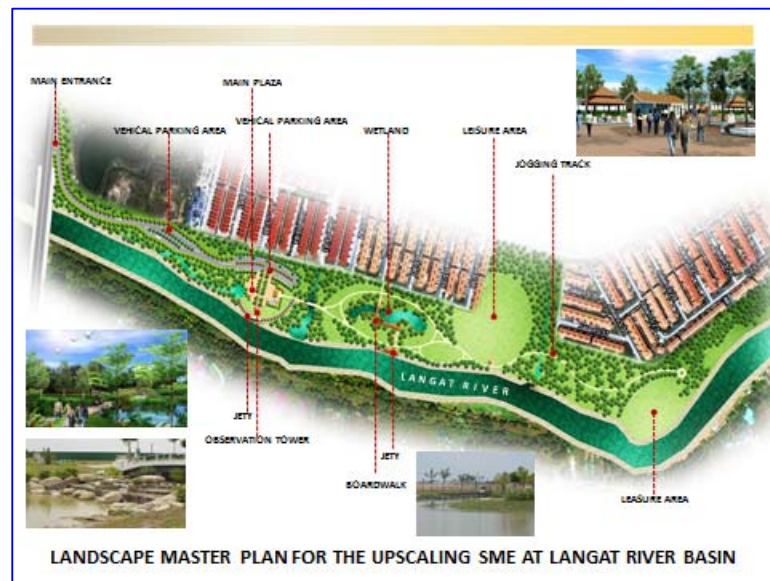 MAIN ENTRANCE
MAIN PLAZA
VEHICAL PARKING AREA
VEHICAL PARKING AREA
WETLAND
LEISURE AREA
JOGGING TRACK
LANGAT RIVER
JETY
OBSERVATION TOWER
JETY
BOARDWALK
LEASURE AREA
LANDSCAPE MASTER PLAN FOR THE UPSCALING SME AT LANGAT RIVER BASIN